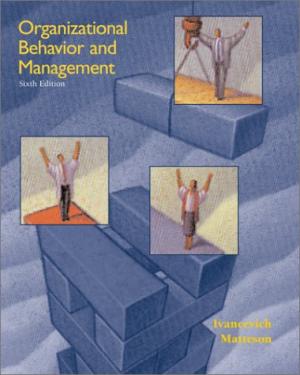 Organizational
Behavior and
Management
Sixth Edition
Ivancevich
Matteson